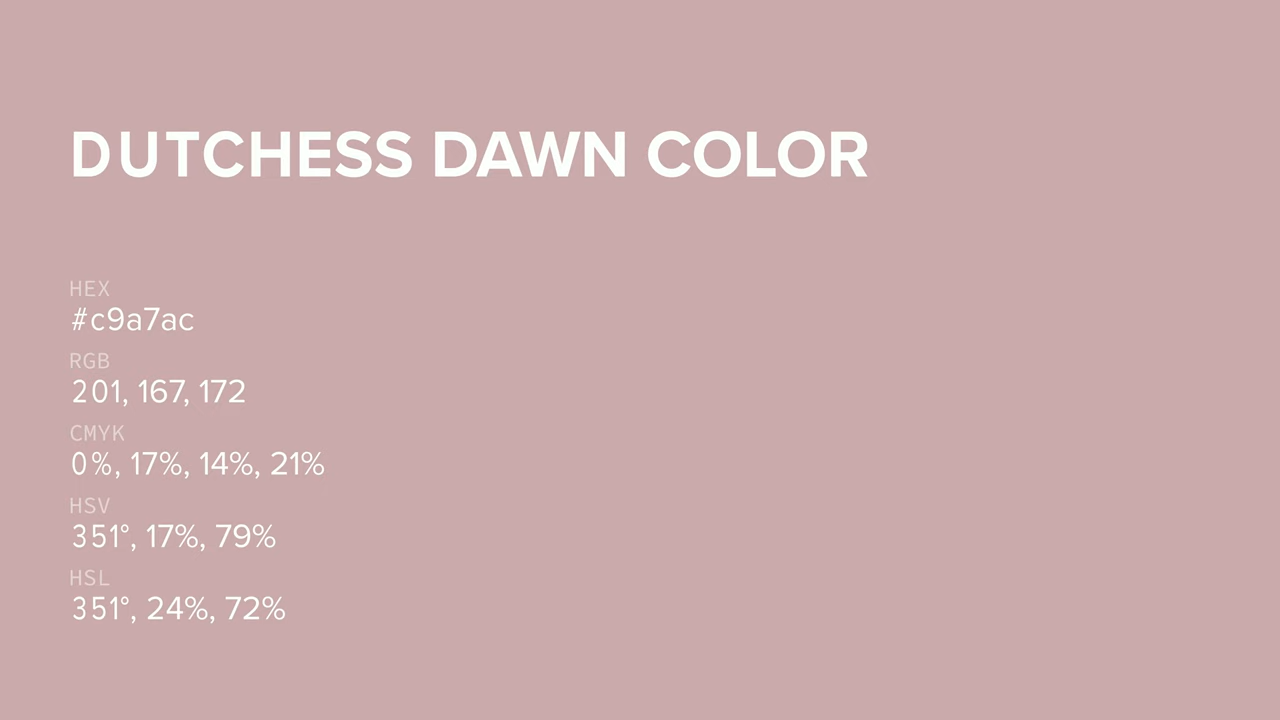 DUTCHESS DAWN COLOR
HEX
#c9a7ac
RGB
201, 167, 172
CMYK
0%, 17%, 14%, 21%
HSV
351°, 17%, 79%
HSL
351°, 24%, 72%